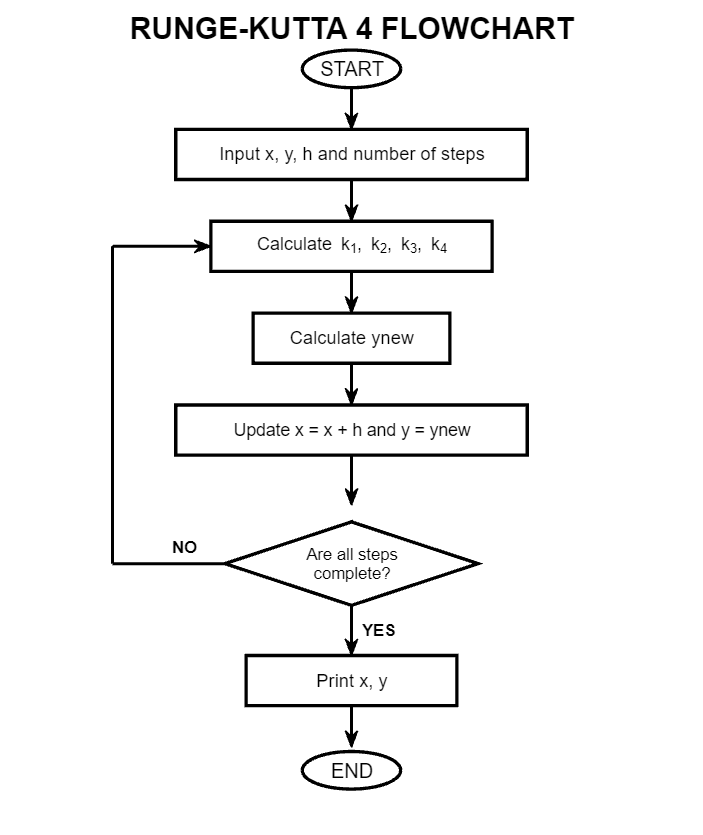 RUNGE-KUTTA 4 FLOWCHART
START
Input x, y, h and number of steps
Calculate k₁, k₂, k₃, k₄
Calculate ynew
Update x = x + h and y = ynew
Are all steps
complete?
NO
YES
Print x, y
END